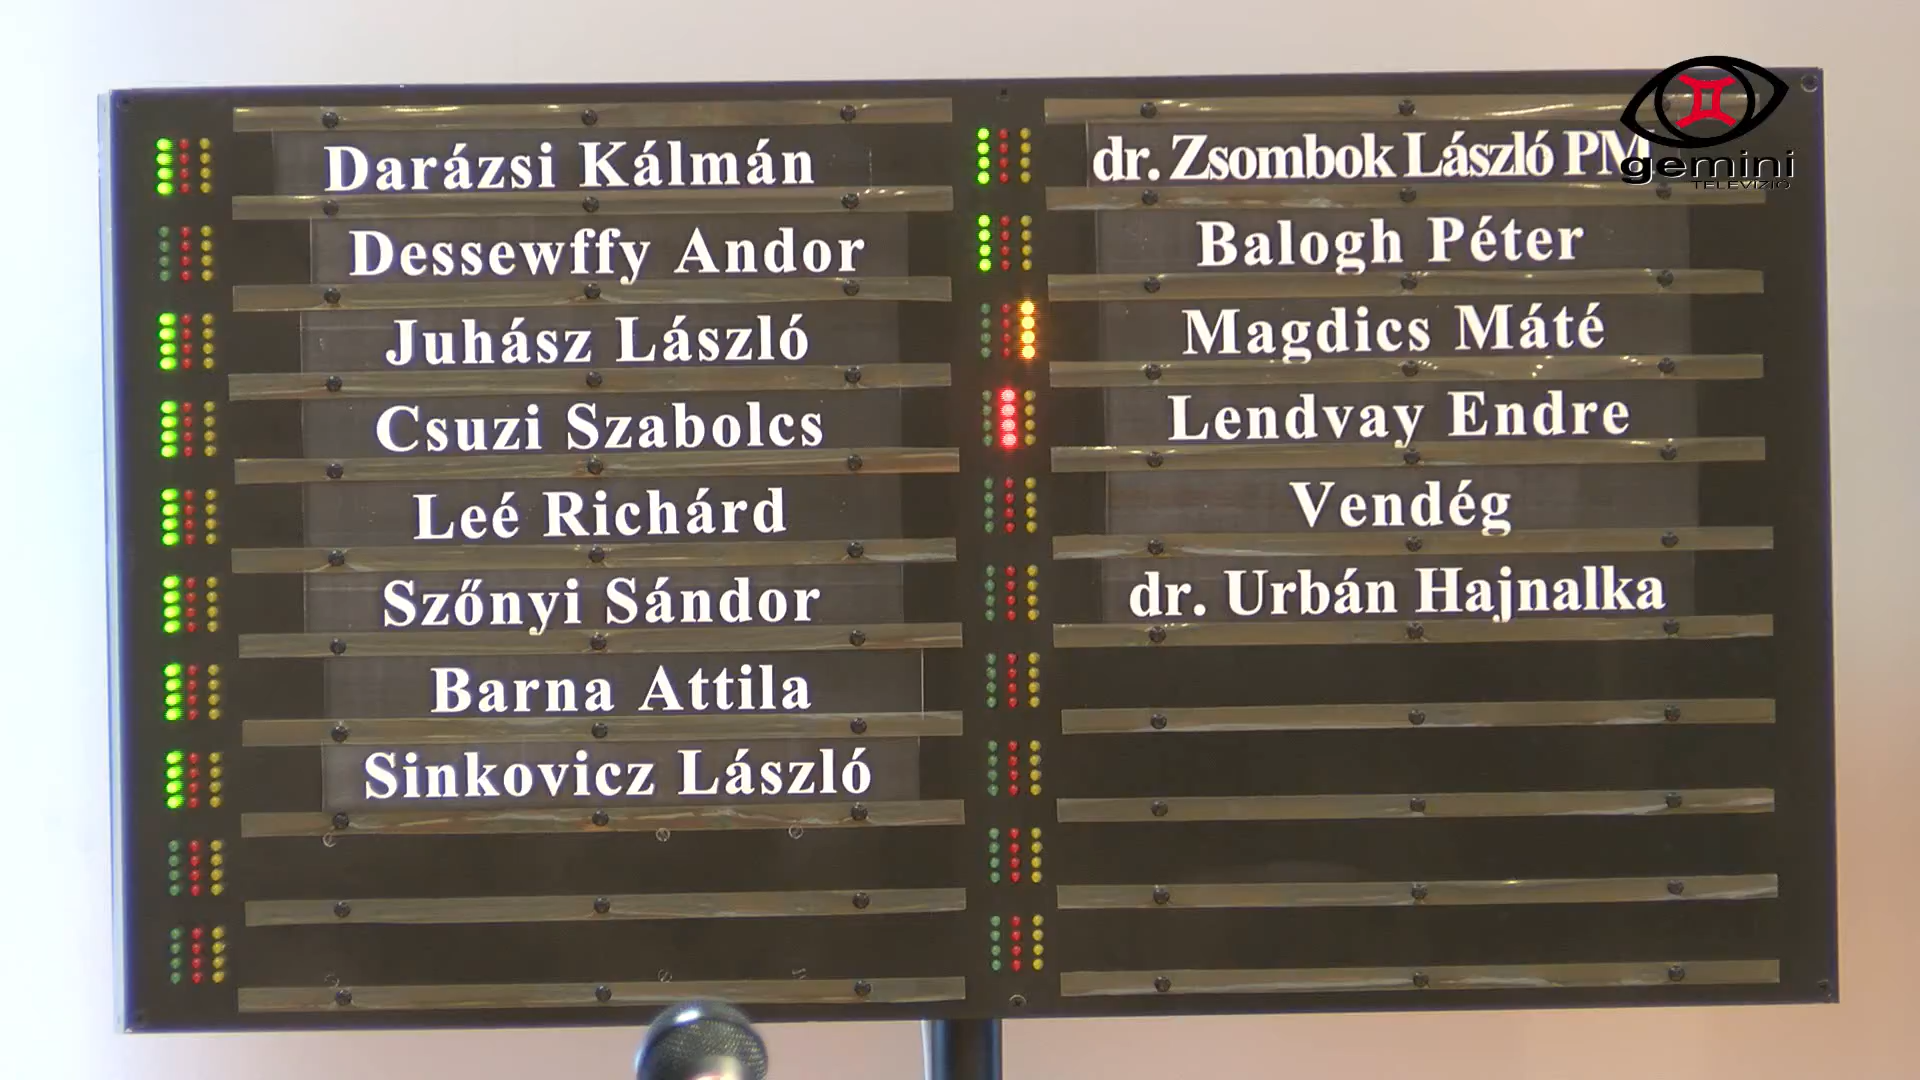 Darázsi Kálmán
Dessewffy Andor
Juhász László
Csuzi Szabolcs
Leé Richárd
Szőnyi Sándor
Barna Attila
Sinkovicz László
dr. Zsombok László PM
Balogh Péter
Magdics Máté
Lendvay Endre
Vendég
dr. Urbán Hajnalka
gemini
TELEVÍZIÓ